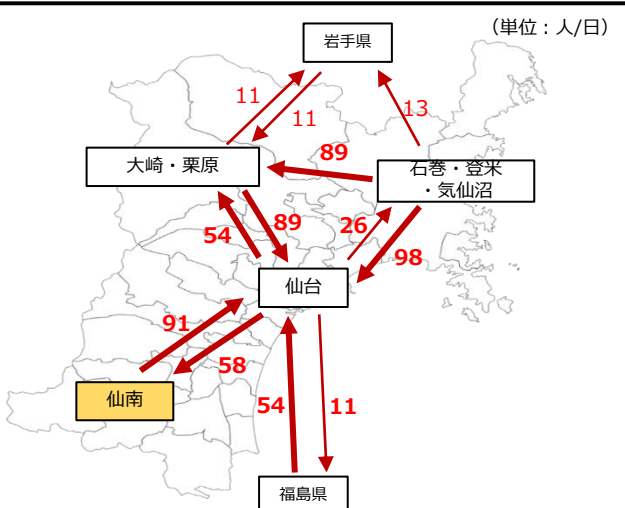 (単位：人/日)
岩手県
11
11
13
大崎・栗原
89
石巻・登米
・気仙沼
54
89
26
98
仙台
91
58
仙南
54
11
福島県